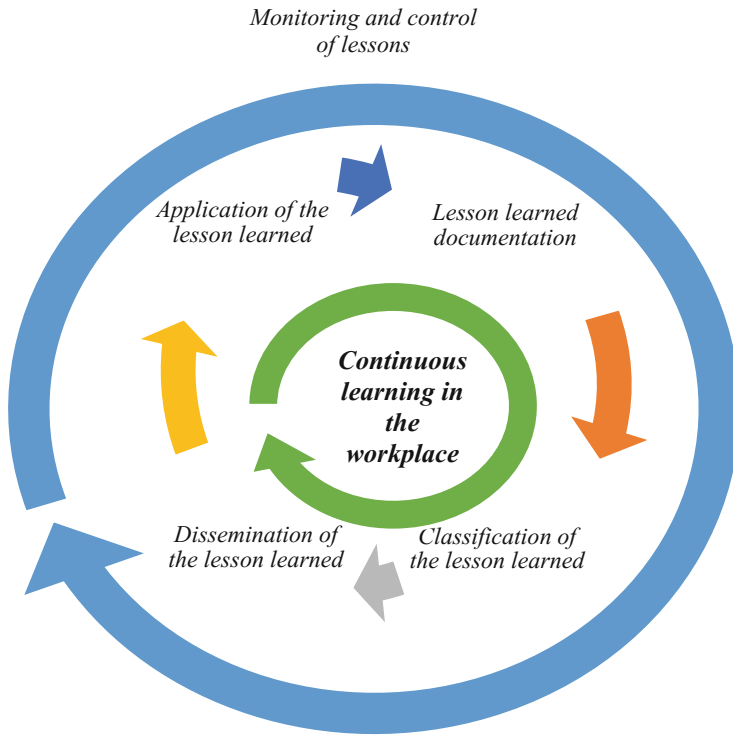 Monitoring and control
of lessons
Application of the
lesson learned
Lesson learned
documentation
Continuous
learning in
the
workplace
Dissemination of
the lesson learned
Classification of
the lesson learned